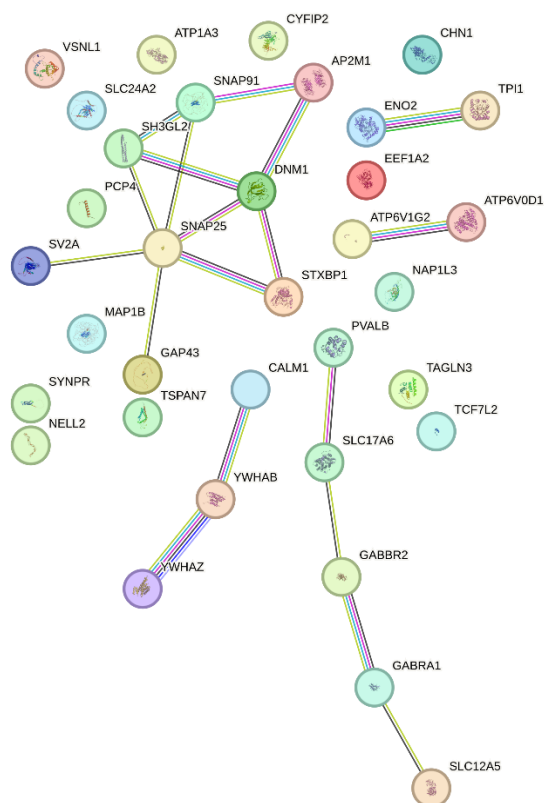 CYFIP2
ATP1A3
VSNL1
CHN1
AP2M1
SLC24A2
SNAP91
ENO2
TPI1
SH3GL2
DNM1
EEF1A2
PCP4
SNAP25
ATP6V1G2
ATP6V0D1
SV2A
STXBP1
NAP1L3
MAP1B
PVALB
GAP43
CALM1
TAGLN3
SYNPR
TSPAN7
TCF7L2
NELL2
SLC17A6
YWHAB
GABBR2
YWHAZ
GABRA1
SLC12A5